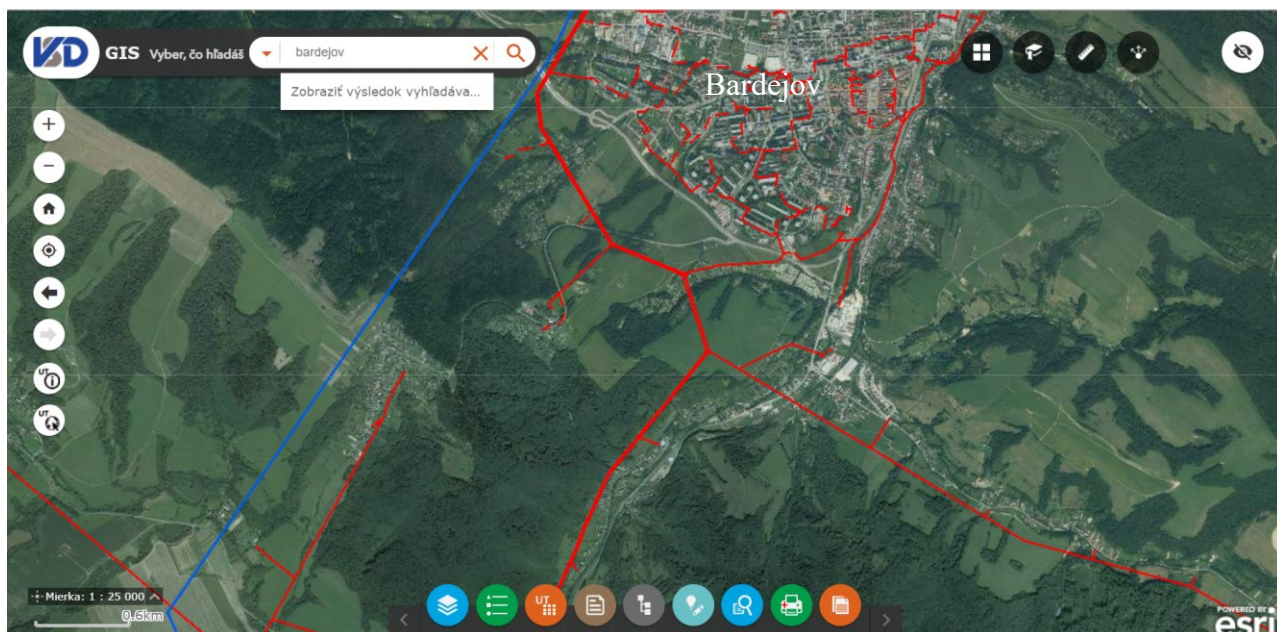 VSD GIS Vyber, čo hľadáš bardejov
Zobraziť výsledok vyhľadáva...
Bardejov
UT
UT
Mierka: 1 : 25 000
0.6km
UT
POWERED BY
esri